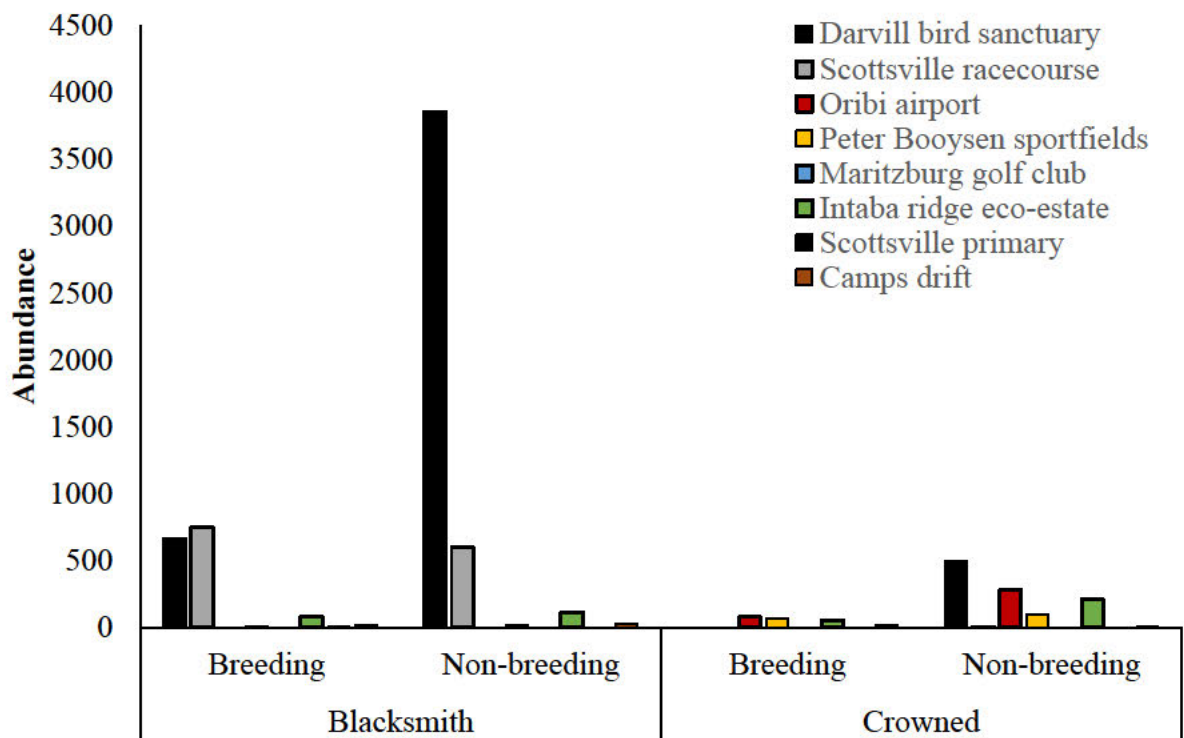 4500
4000
3500
3000
2500
2000
1500
1000
500
0
Abundance
Darvill bird sanctuary
Scottsville racecourse
Oribi airport
Peter Booysen sportfields
Maritzburg golf club
Intaba ridge eco-estate
Scottsville primary
Camps drift
Breeding Non-breeding Breeding Non-breeding
Blacksmith Crowned